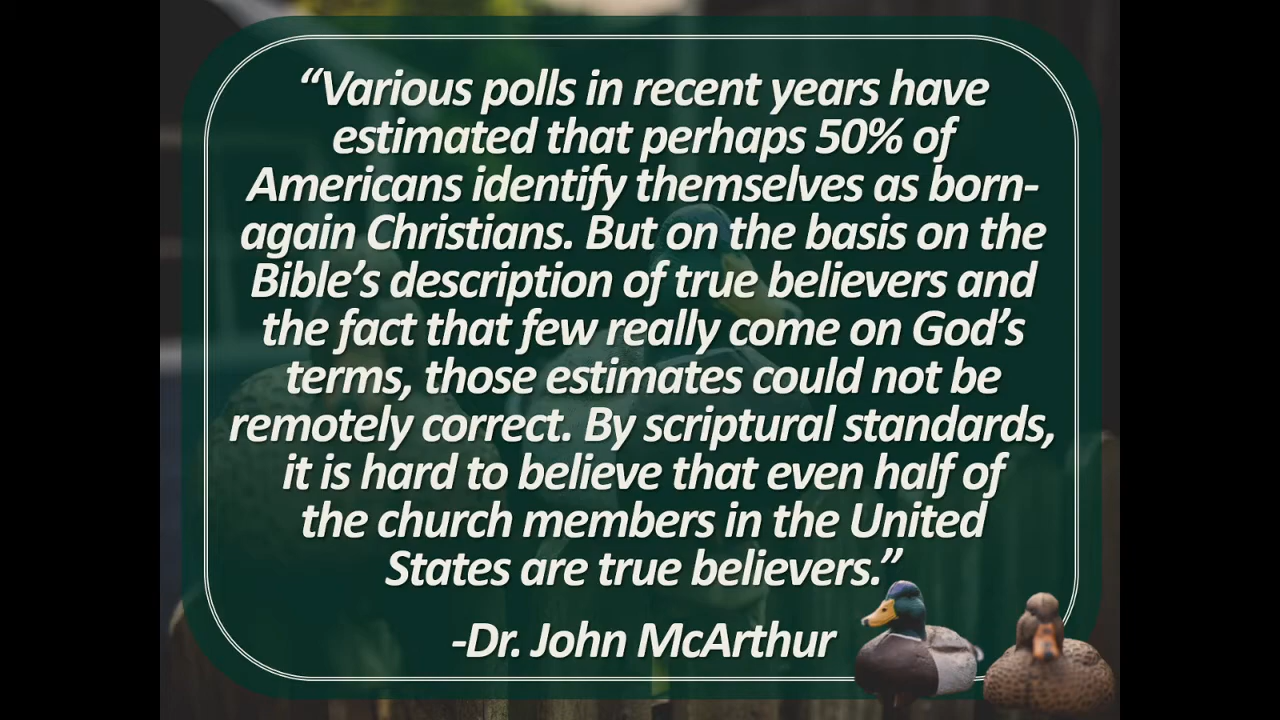 “Various polls in recent years have
estimated that perhaps 50% of
Americans identify themselves as born-
again Christians. But on the basis on the
Bible’s description of true believers and
the fact that few really come on God’s
terms, those estimates could not be
remotely correct. By scriptural standards,
it is hard to believe that even half of
the church members in the United
States are true believers.”
-Dr. John McArthur